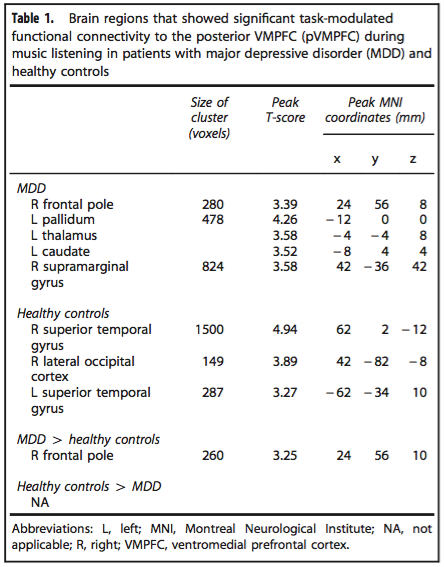 Table 1. Brain regions that showed significant task-modulated
functional connectivity to the posterior VMPFC (pVMPFC) during
music listening in patients with major depressive disorder (MDD) and
healthy controls
Size of cluster (voxels) Peak T-score Peak MNI coordinates (mm)
x y z
MDD
R frontal pole 280 3.39 24 56 8
L pallidum 478 4.26 −12 0 0
L thalamus 3.58 −4 −4 8
L caudate 3.52 −8 4 4
R supramarginal gyrus 824 3.58 42 −36 42
Healthy controls
R superior temporal gyrus 1500 4.94 62 2 −12
R lateral occipital cortex 149 3.89 42 −82 −8
L superior temporal gyrus 287 3.27 −62 −34 10
MDD > healthy controls
R frontal pole 260 3.25 24 56 10
Healthy controls > MDD
NA
Abbreviations: L, left; MNI, Montreal Neurological Institute; NA, not
applicable; R, right; VMPFC, ventromedial prefrontal cortex.